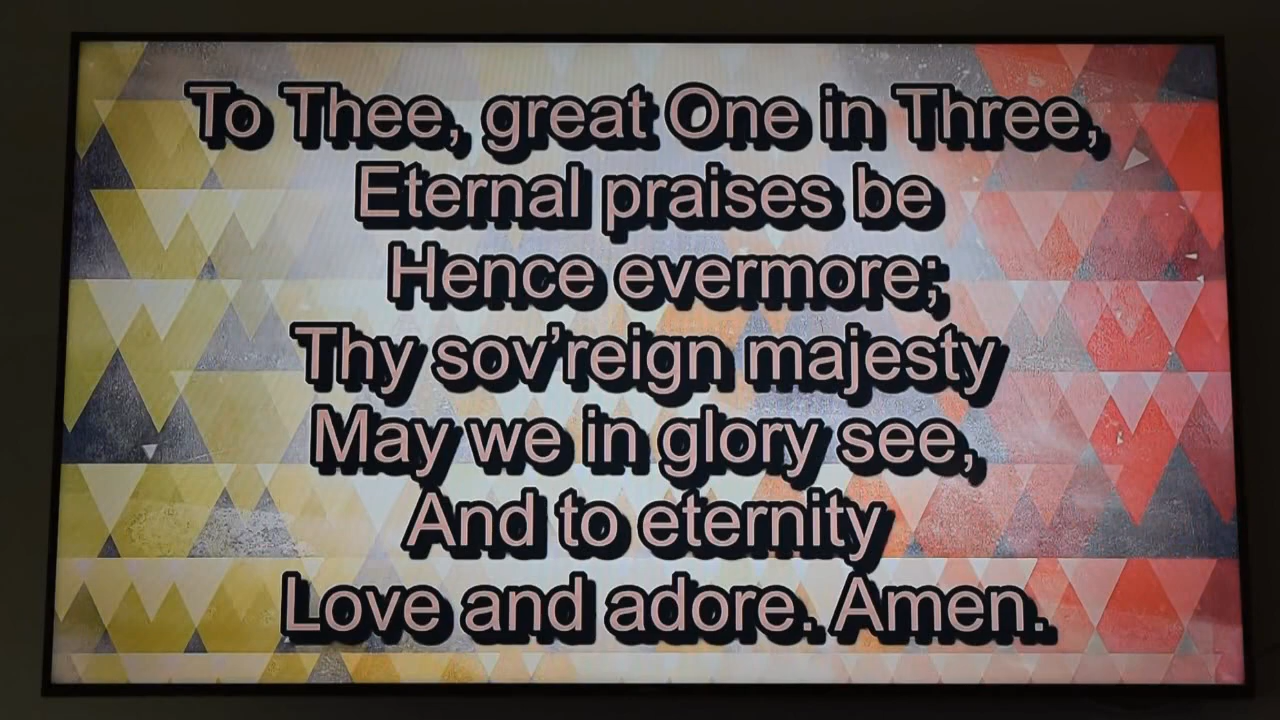 To Thee, great One in Three,
Eternal praises be
Hence evermore;
Thy sov’reign majesty
May we in glory see,
And to eternity
Love and adore. Amen.